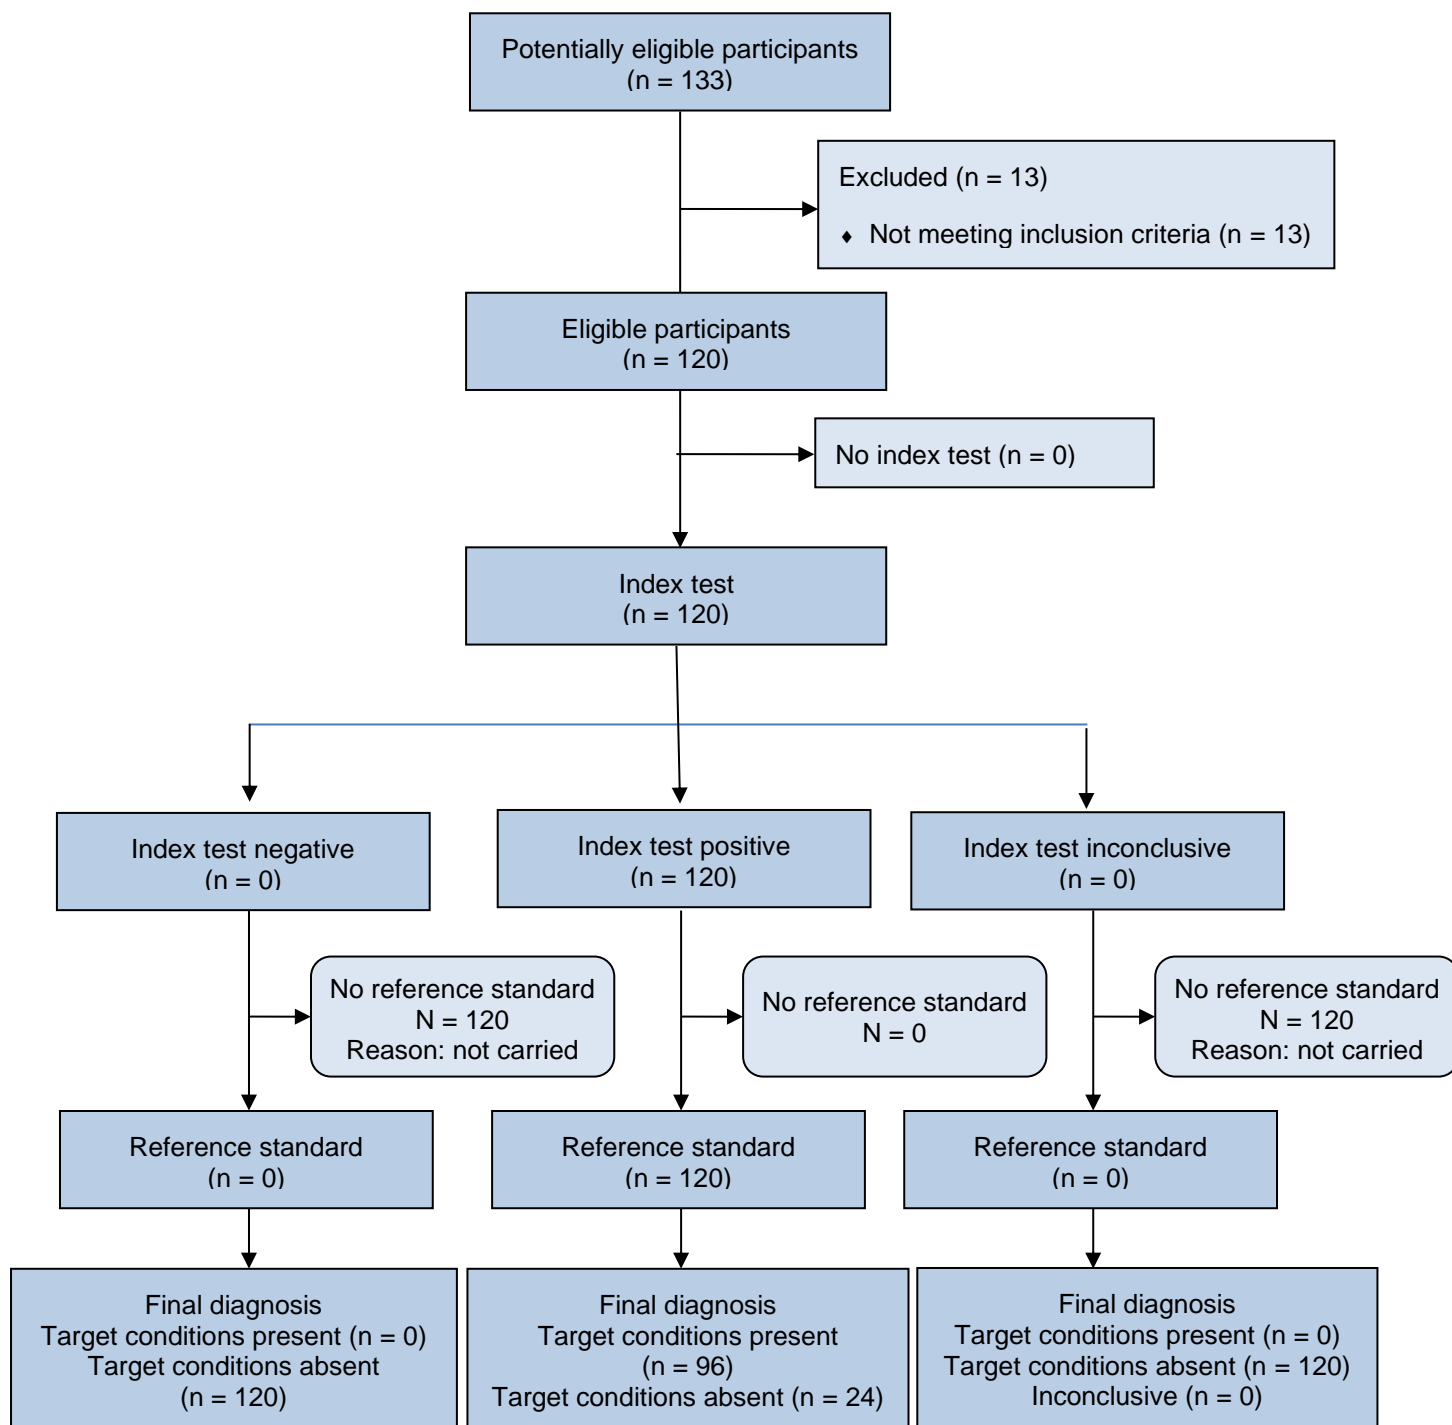 Potentially eligible participants
(n = 133)
Excluded (n = 13)
♦ Not meeting inclusion criteria (n = 13)
Eligible participants
(n = 120)
No index test (n = 0)
Index test
(n = 120)
Index test negative
(n = 0)
Index test positive
(n = 120)
Index test inconclusive
(n = 0)
No reference standard
N = 120
Reason: not carried
No reference standard
N = 0
No reference standard
N = 120
Reason: not carried
Reference standard
(n = 0)
Reference standard
(n = 120)
Reference standard
(n = 0)
Final diagnosis
Target conditions present (n = 0)
Target conditions absent
(n = 120)
Final diagnosis
Target conditions present
(n = 96)
Target conditions absent (n = 24)
Final diagnosis
Target conditions present (n = 0)
Target conditions absent (n = 120)
Inconclusive (n = 0)